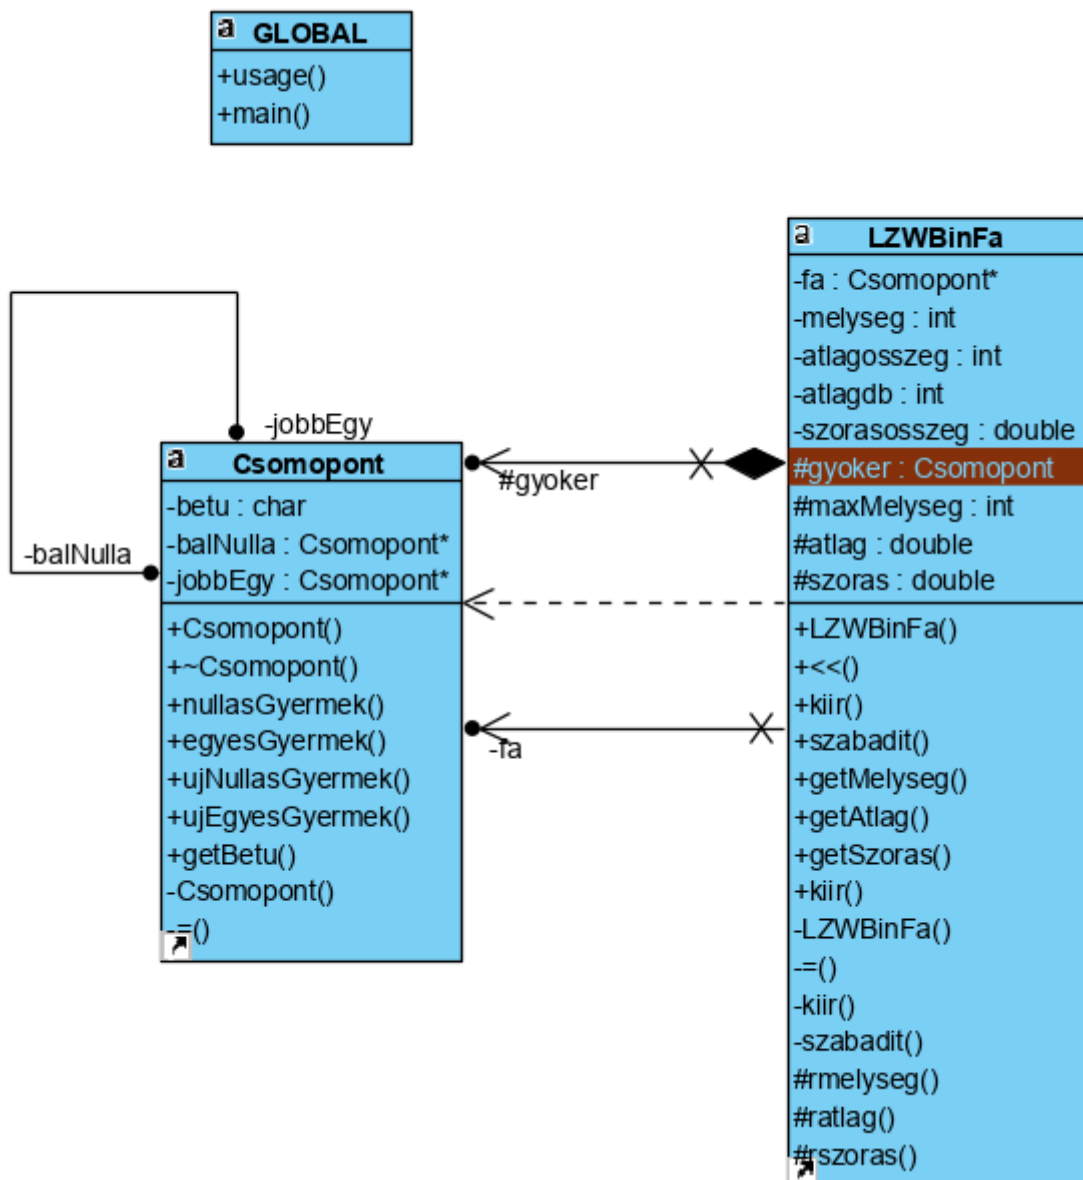 a GLOBAL
+usage()
+main()
-jobbEgy
-balNulla
a Csomopont
-betu : char
-balNulla : Csomopont*
-jobbEgy : Csomopont*
+Csomopont()
+~Csomopont()
+nullasGyermek()
+egyesGyermek()
+ujNullasGyermek()
+ujEgyesGyermek()
+getBetu()
-Csomopont()
-=()
#gyoker
-fa
a LZWBinFa
-fa : Csomopont*
-melyseg : int
-atlagosszeg : int
-atlagdb : int
-szorasosszeg : double
#gyoker : Csomopont
#maxMelyseg : int
#atlag : double
#szoras : double
+LZWBinFa()
+<<()
+kiir()
+szabadit()
+getMelyseg()
+getAtlag()
+getSzoras()
+kiir()
-LZWBinFa()
-=()
-kiir()
-szabadit()
#rmelyseg()
#ratlag()
#rszoras()